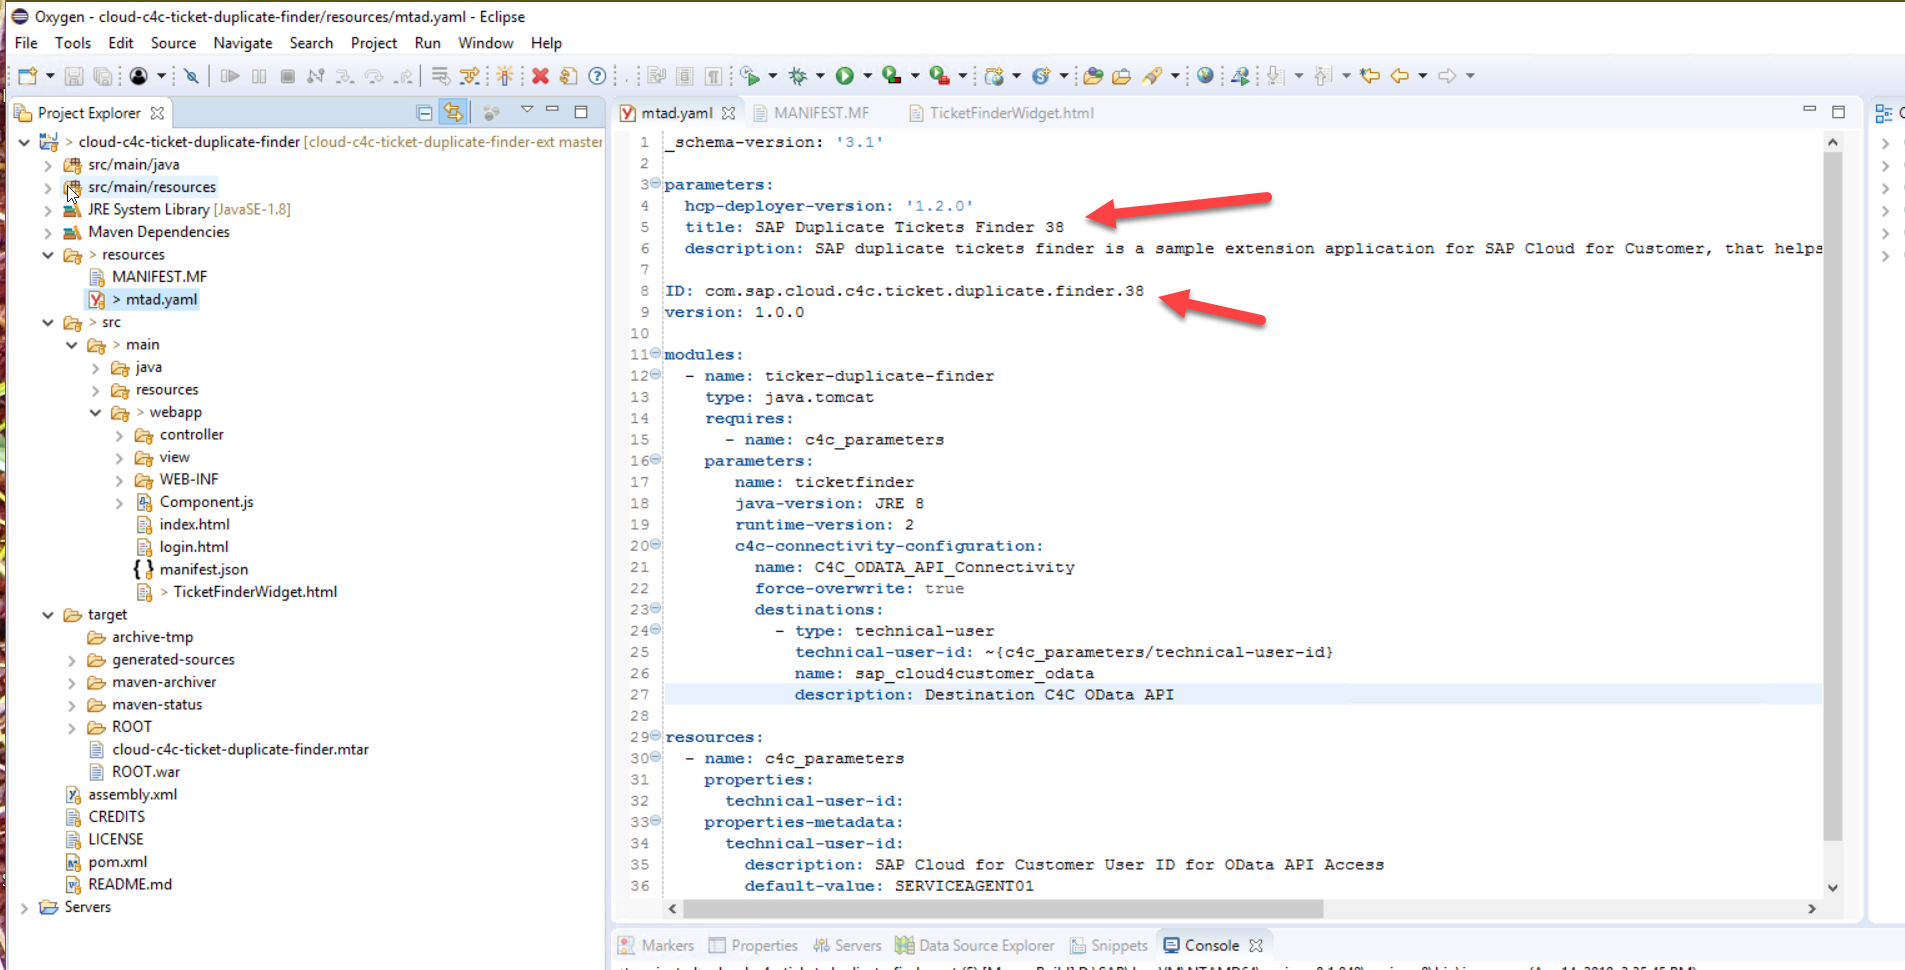 Oxygen - cloud-c4c-ticket-duplicate-finder/resources/mtad.yaml - Eclipse
File Tools Edit Source Navigate Search Project Run Window Help
Project Explorer
cloud-c4c-ticket-duplicate-finder [cloud-c4c-ticket-duplicate-finder-ext master
src/main/java
src/main/resources
JRE System Library [JavaSE-1.8]
Maven Dependencies
> resources
MANIFEST.MF
> mtad.yaml
> src
> main
java
resources
> webapp
controller
view
WEB-INF
Component.js
index.html
login.html
manifest.json
> TicketFinderWidget.html
target
archive-tmp
generated-sources
maven-archiver
maven-status
ROOT
cloud-c4c-ticket-duplicate-finder.mtar
ROOT.war
assembly.xml
CREDITS
LICENSE
pom.xml
README.md
Servers
mtad.yaml MANIFEST.MF TicketFinderWidget.html
1 _schema-version: '3.1'
2
3 parameters:
4 hcp-deployer-version: '1.2.0'
5 title: SAP Duplicate Tickets Finder 38
6 description: SAP duplicate tickets finder is a sample extension application for SAP Cloud for Customer, that helps
7
8 ID: com.sap.cloud.c4c.ticket.duplicate.finder.38
9 version: 1.0.0
10
11 modules:
12 - name: ticker-duplicate-finder
13 type: java.tomcat
14 requires:
15 - name: c4c_parameters
16 parameters:
17 name: ticketfinder
18 java-version: JRE 8
19 runtime-version: 2
20 c4c-connectivity-configuration:
21 name: C4C_ODATA_API_Connectivity
22 force-overwrite: true
23 destinations:
24 - type: technical-user
25 technical-user-id: ~{c4c_parameters/technical-user-id}
26 name: sap_cloud4customer_odata
27 description: Destination C4C OData API
28
29 resources:
30 - name: c4c_parameters
31 properties:
32 technical-user-id:
33 properties-metadata:
34 technical-user-id:
35 description: SAP Cloud for Customer User ID for OData API Access
36 default-value: SERVICEAGENT01
Markers Properties Servers Data Source Explorer Snippets Console